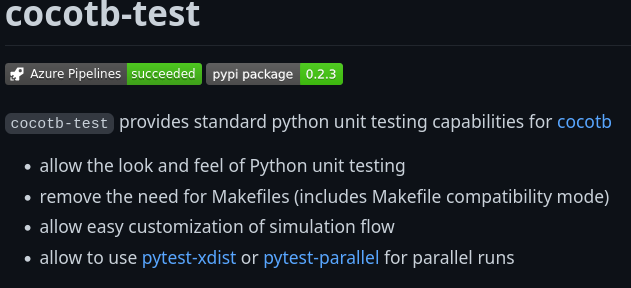 cocotb-test
Azure Pipelines succeeded pypi package 0.2.3
cocotb-test provides standard python unit testing capabilities for cocotb
• allow the look and feel of Python unit testing
• remove the need for Makefiles (includes Makefile compatibility mode)
• allow easy customization of simulation flow
• allow to use pytest-xdist or pytest-parallel for parallel runs